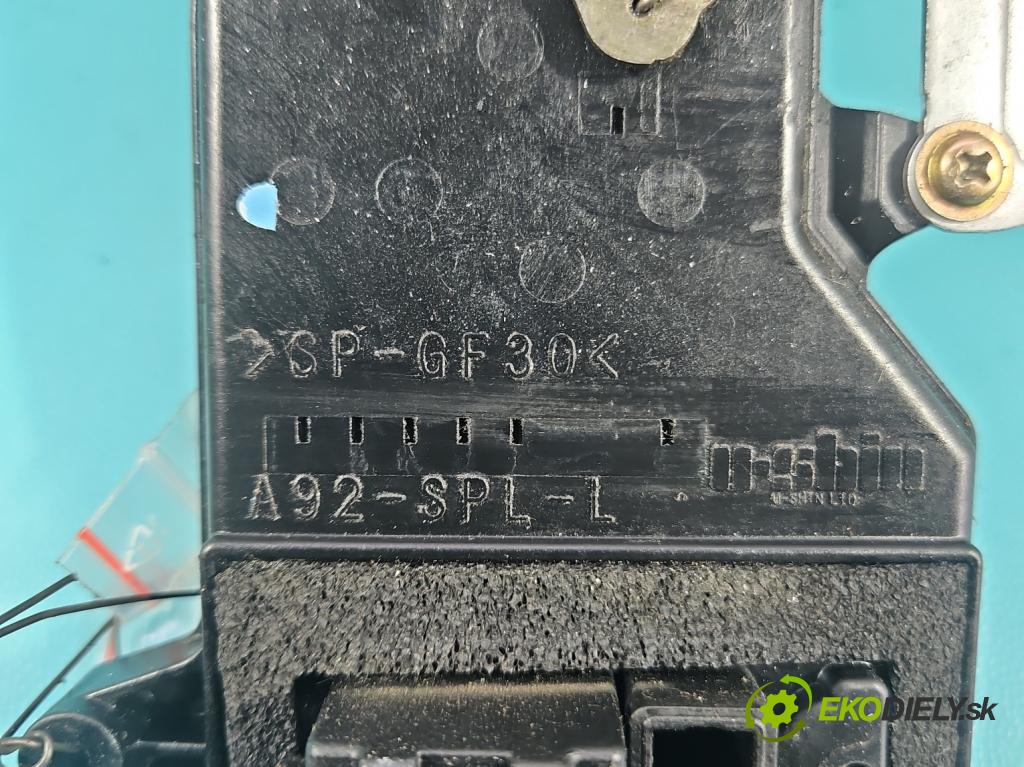 >SP-GF30<
A92-SPL-L
u-shin
U-SHIN LTD.
EKODIELY.sk